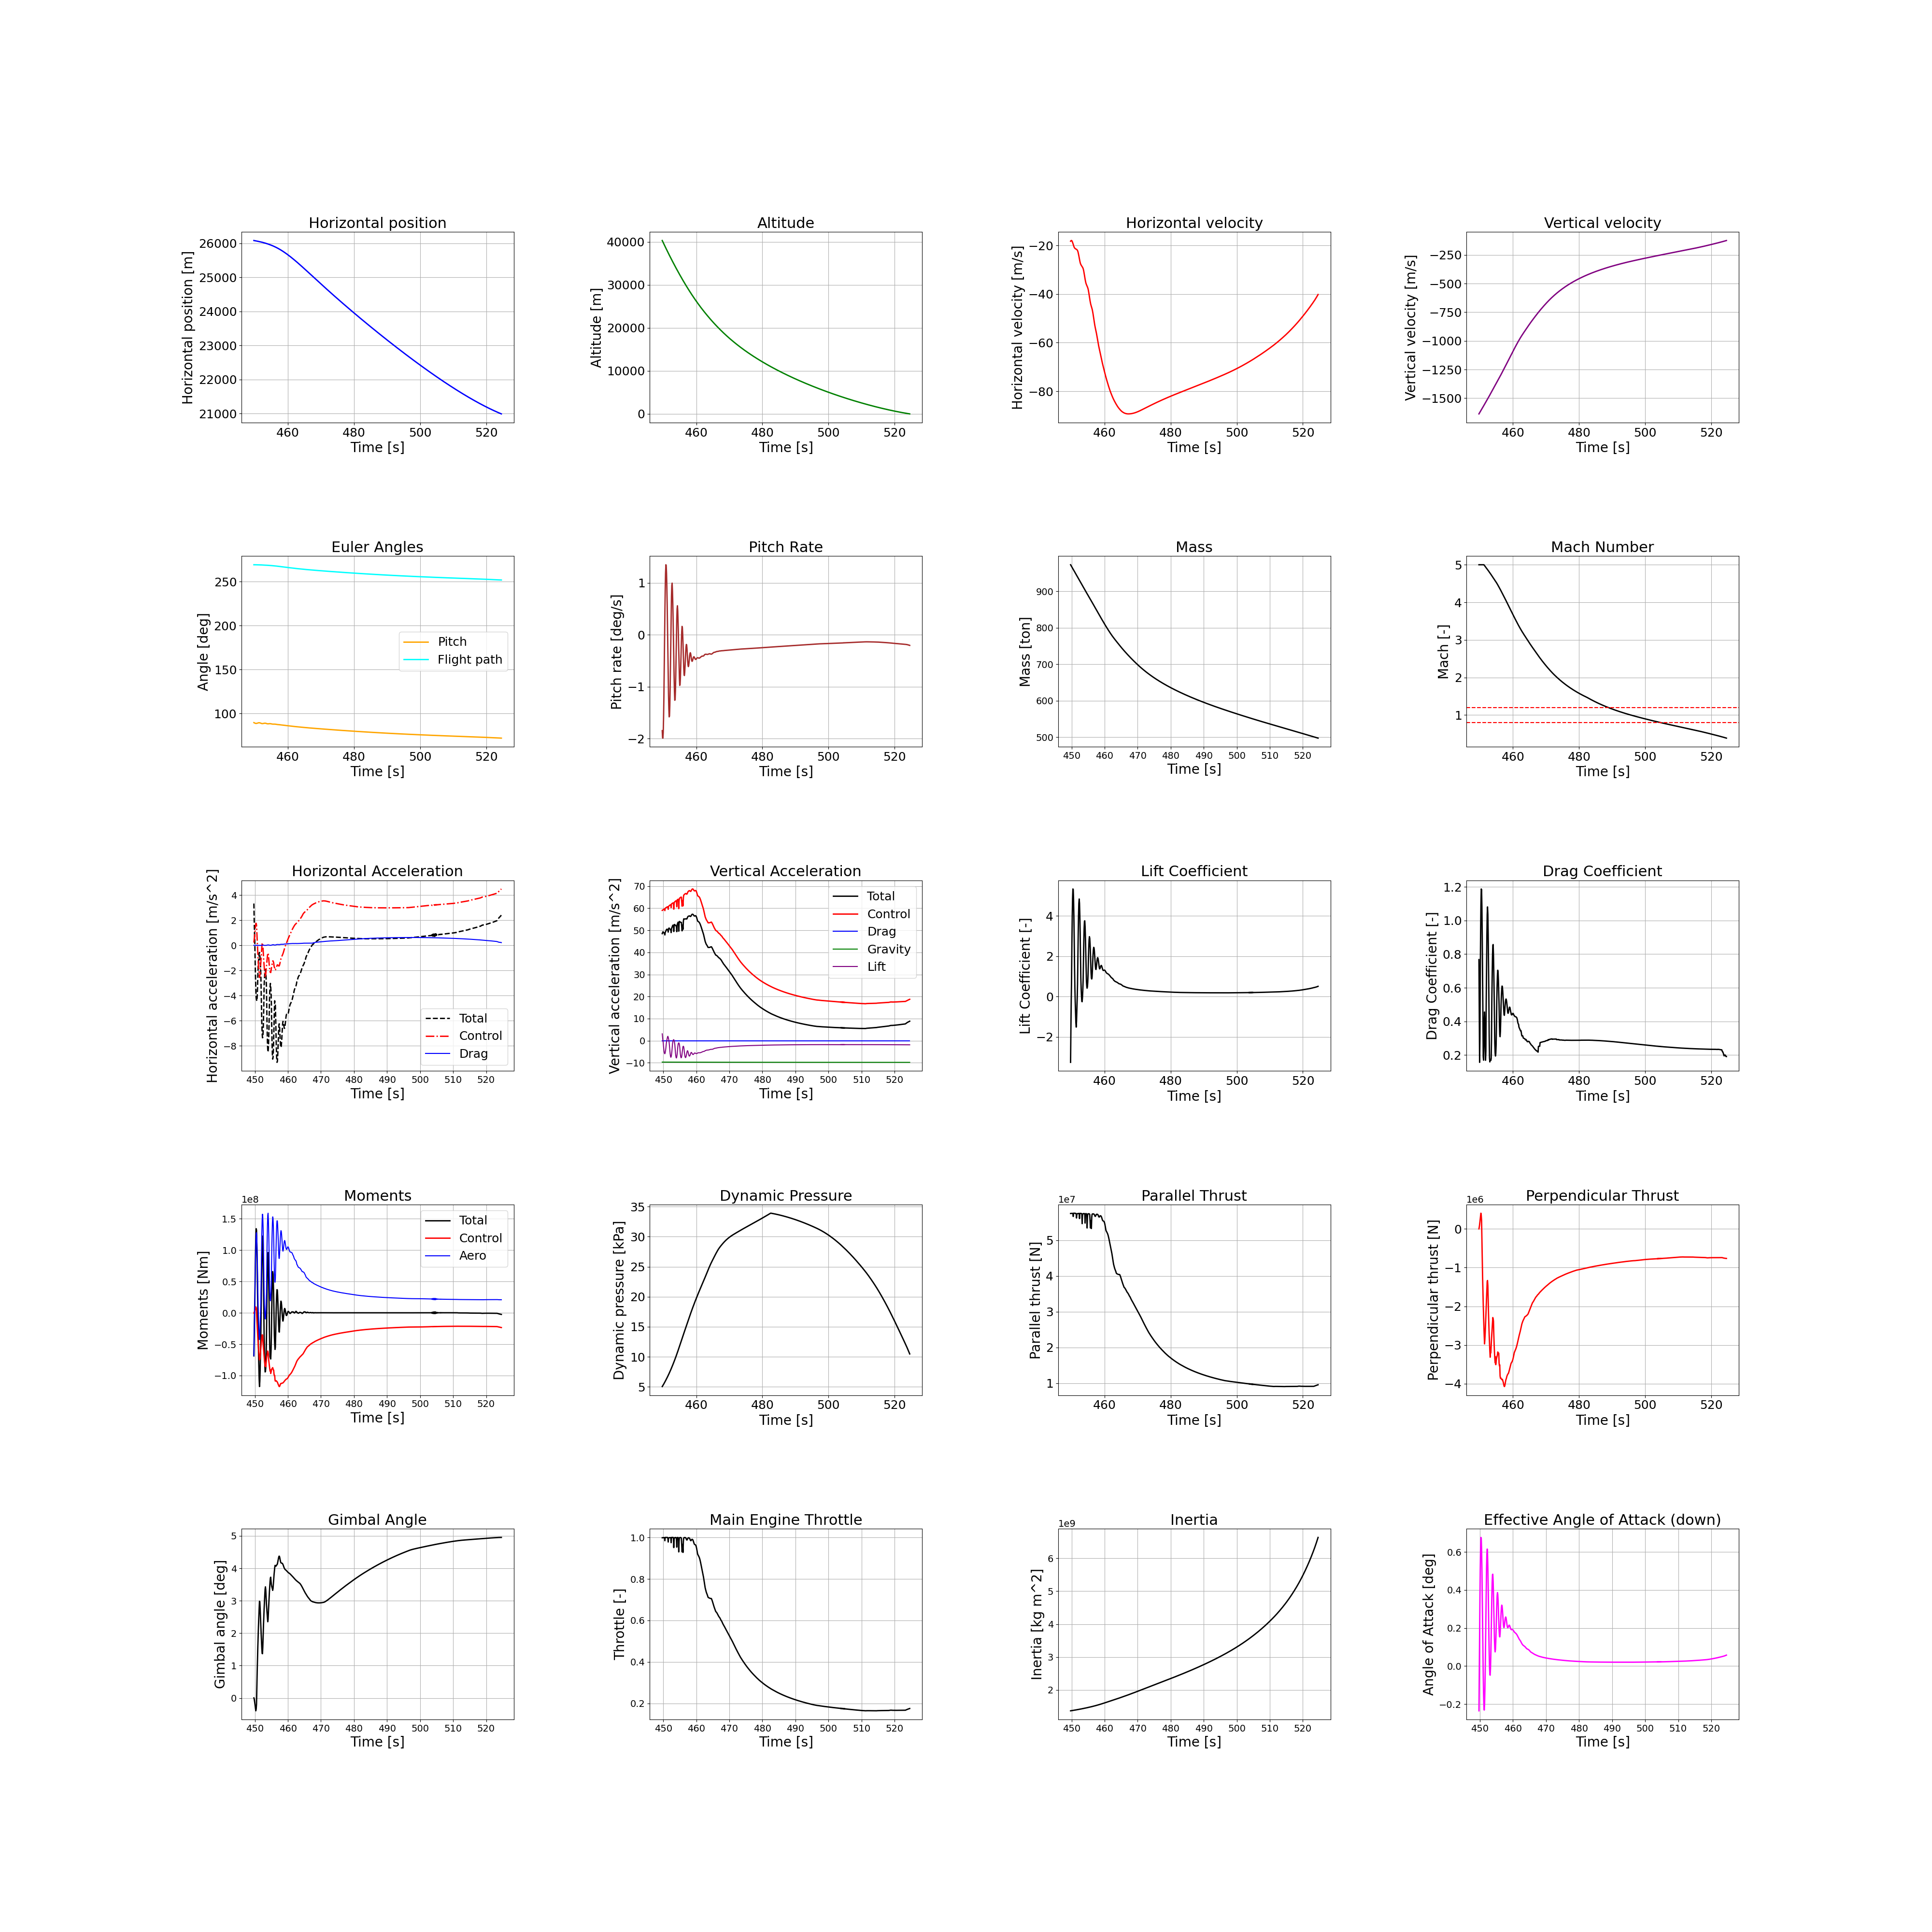 Horizontal position
Horizontal position [m]
26000
25000
24000
23000
22000
21000
460 480 500 520
Time [s]
Altitude
Altitude [m]
40000
30000
20000
10000
0
460 480 500 520
Time [s]
Horizontal velocity
Horizontal velocity [m/s]
−20
−40
−60
−80
460 480 500 520
Time [s]
Vertical velocity
Vertical velocity [m/s]
−250
−500
−750
−1000
−1250
−1500
460 480 500 520
Time [s]
Euler Angles
Angle [deg]
250
200
150
100
Pitch
Flight path
460 480 500 520
Time [s]
Pitch Rate
Pitch rate [deg/s]
1
0
−1
−2
460 480 500 520
Time [s]
Mass
Mass [ton]
900
800
700
600
500
450 460 470 480 490 500 510 520
Time [s]
Mach Number
Mach [-]
5
4
3
2
1
460 480 500 520
Time [s]
Horizontal Acceleration
Horizontal acceleration [m/s^2]
4
2
0
−2
−4
−6
−8
Total
Control
Drag
450 460 470 480 490 500 510 520
Time [s]
Vertical Acceleration
Vertical acceleration [m/s^2]
70
60
50
40
30
20
10
0
−10
Total
Control
Drag
Gravity
Lift
450 460 470 480 490 500 510 520
Time [s]
Lift Coefficient
Lift Coefficient [-]
4
2
0
−2
460 480 500 520
Time [s]
Drag Coefficient
Drag Coefficient [-]
1.2
1.0
0.8
0.6
0.4
0.2
460 480 500 520
Time [s]
Moments
1e8
Moments [Nm]
1.5
1.0
0.5
0.0
−0.5
−1.0
Total
Control
Aero
450 460 470 480 490 500 510 520
Time [s]
Dynamic Pressure
Dynamic pressure [kPa]
35
30
25
20
15
10
5
460 480 500 520
Time [s]
Parallel Thrust
1e7
Parallel thrust [N]
5
4
3
2
1
460 480 500 520
Time [s]
Perpendicular Thrust
1e6
Perpendicular thrust [N]
0
−1
−2
−3
−4
460 480 500 520
Time [s]
Gimbal Angle
Gimbal angle [deg]
5
4
3
2
1
0
450 460 470 480 490 500 510 520
Time [s]
Main Engine Throttle
Throttle [-]
1.0
0.8
0.6
0.4
0.2
450 460 470 480 490 500 510 520
Time [s]
Inertia
1e9
Inertia [kg m^2]
6
5
4
3
2
450 460 470 480 490 500 510 520
Time [s]
Effective Angle of Attack (down)
Angle of Attack [deg]
0.6
0.4
0.2
0.0
−0.2
450 460 470 480 490 500 510 520
Time [s]